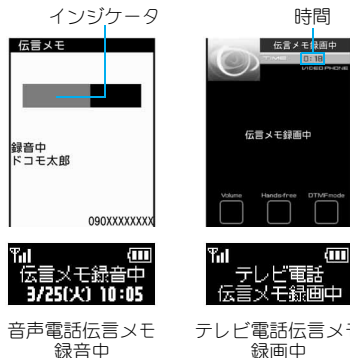 インジケータ
時間
伝言メモ
録音中
ドコモ太郎
090XXXXXXXX
伝言メモ録画中
TIME 0:18
VIDEO PHONE
伝言メモ録画中
Volume Hands-free DTMFmode
伝言メモ録音中
3/25(火) 10:05
テレビ電話
伝言メモ録画中
音声電話伝言メモ
録音中
テレビ電話伝言メモ
録画中